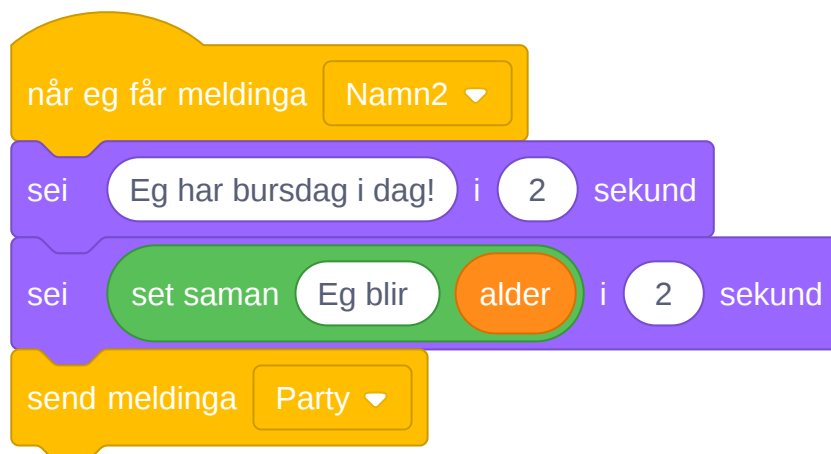 når eg får meldinga Namn2
sei Eg har bursdag i dag! i 2 sekund
sei set saman Eg blir alder i 2 sekund
send meldinga Party